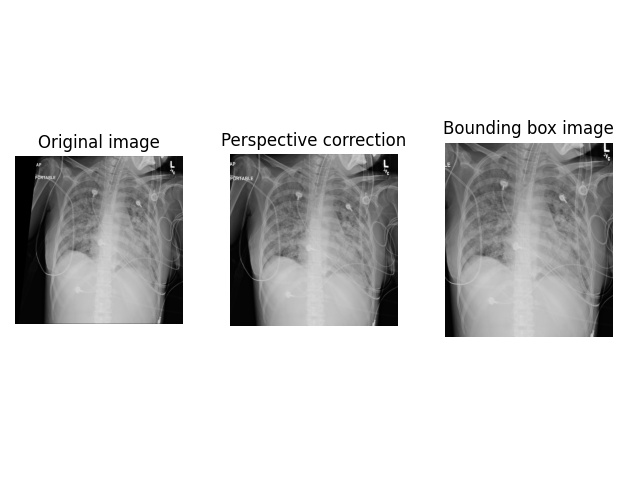 Original image
Perspective correction
Bounding box image
AP
PORTABLE
L
AP
PORTABLE
L
L